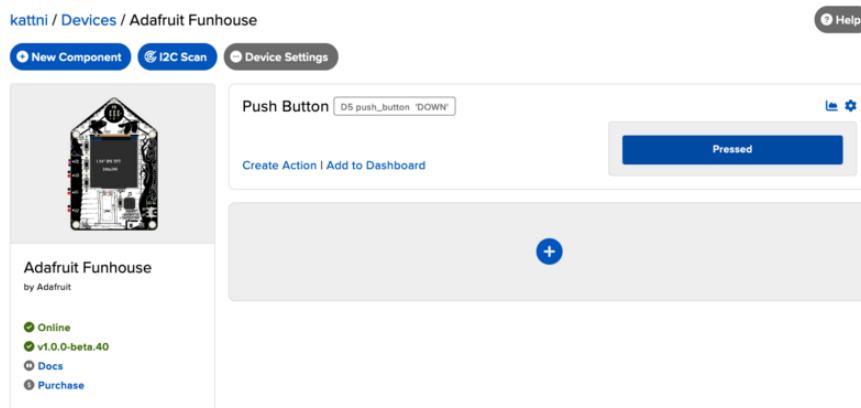 kattni / Devices / Adafruit Funhouse
Help
New Component
I2C Scan
Device Settings
Push Button D5 push_button 'DOWN'
Pressed
Create Action | Add to Dashboard
Adafruit Funhouse
by Adafruit
Online
v1.0.0-beta.40
Docs
Purchase